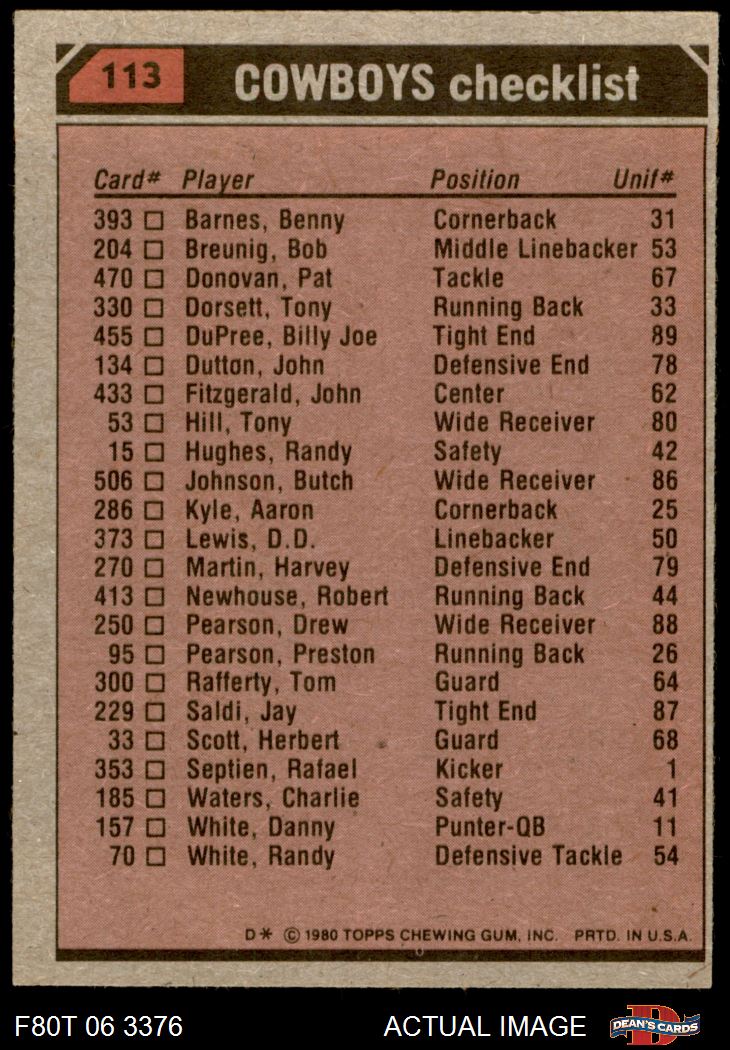 113 COWBOYS checklist
Card# Player Position Unif#
393 □ Barnes, Benny Cornerback 31
204 □ Breunig, Bob Middle Linebacker 53
470 □ Donovan, Pat Tackle 67
330 □ Dorsett, Tony Running Back 33
455 □ DuPree, Billy Joe Tight End 89
134 □ Dutton, John Defensive End 78
433 □ Fitzgerald, John Center 62
53 □ Hill, Tony Wide Receiver 80
15 □ Hughes, Randy Safety 42
506 □ Johnson, Butch Wide Receiver 86
286 □ Kyle, Aaron Cornerback 25
373 □ Lewis, D.D. Linebacker 50
270 □ Martin, Harvey Defensive End 79
413 □ Newhouse, Robert Running Back 44
250 □ Pearson, Drew Wide Receiver 88
95 □ Pearson, Preston Running Back 26
300 □ Rafferty, Tom Guard 64
229 □ Saldi, Jay Tight End 87
33 □ Scott, Herbert Guard 68
353 □ Septien, Rafael Kicker 1
185 □ Waters, Charlie Safety 41
157 □ White, Danny Punter-QB 11
70 □ White, Randy Defensive Tackle 54
D* © 1980 TOPPS CHEWING GUM, INC. PRTD. IN U.S.A.
F80T 06 3376 ACTUAL IMAGE D DEAN'S CARDS